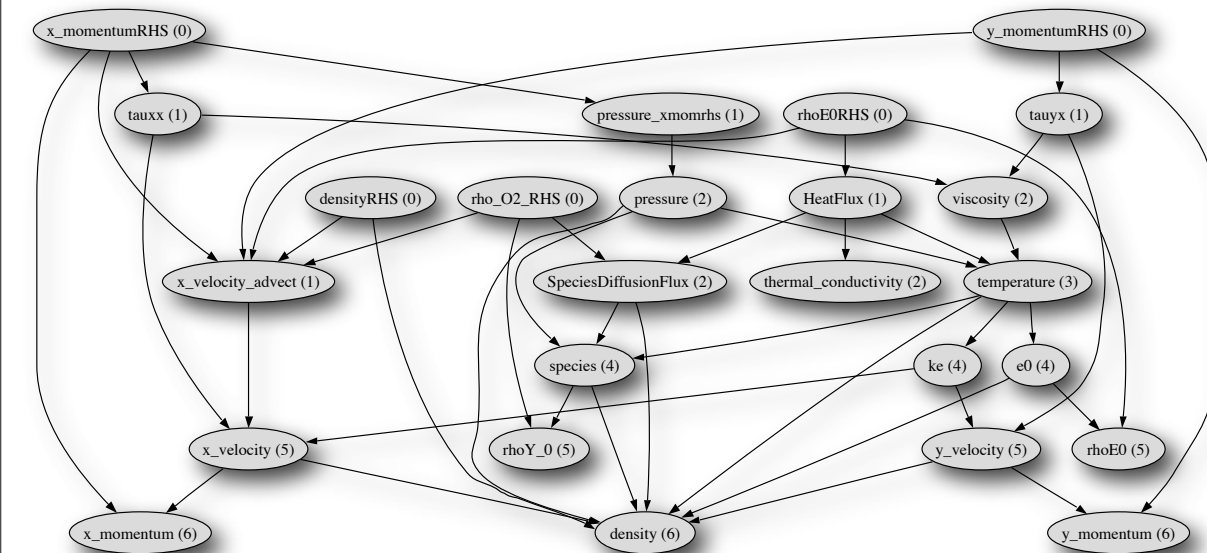 x_momentumRHS (0)
y_momentumRHS (0)
tauxx (1)
pressure_xmomrhs (1)
rhoE0RHS (0)
tauyx (1)
densityRHS (0)
rho_O2_RHS (0)
pressure (2)
HeatFlux (1)
viscosity (2)
x_velocity_advect (1)
SpeciesDiffusionFlux (2)
thermal_conductivity (2)
temperature (3)
species (4)
ke (4)
e0 (4)
x_velocity (5)
rhoY_0 (5)
y_velocity (5)
rhoE0 (5)
x_momentum (6)
density (6)
y_momentum (6)